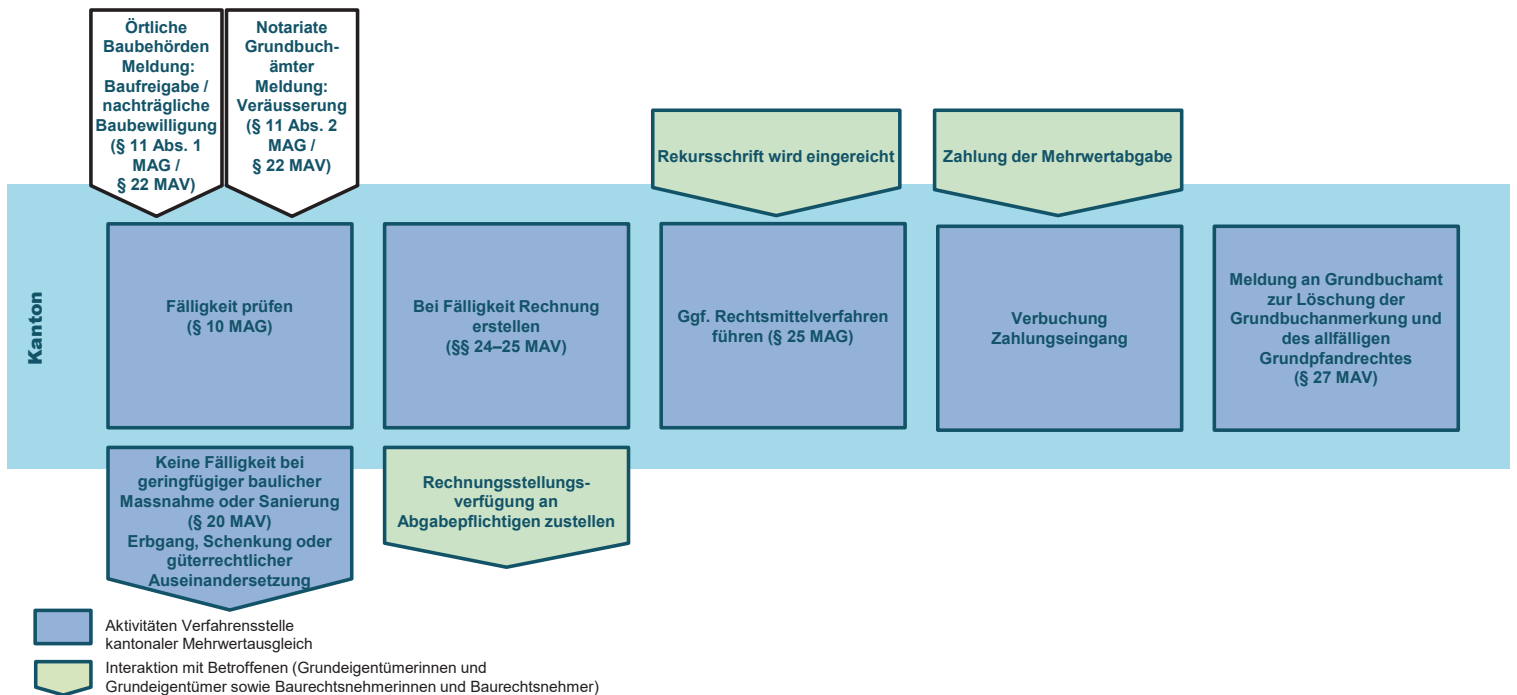 Örtliche
Baubehörden
Meldung:
Baufreigabe /
nachträgliche
Baubewilligung
(§ 11 Abs. 1
MAG /
§ 22 MAV)
Notariate
Grundbuch-
ämter
Meldung:
Veräusserung
(§ 11 Abs. 2
MAG /
§ 22 MAV)
Rekursschrift wird eingereicht
Zahlung der Mehrwertabgabe
Kanton
Fälligkeit prüfen
(§ 10 MAG)
Bei Fälligkeit Rechnung
erstellen
(§§ 24–25 MAV)
Ggf. Rechtsmittelverfahren
führen (§ 25 MAG)
Verbuchung
Zahlungseingang
Meldung an Grundbuchamt
zur Löschung der
Grundbuchanmerkung und
des allfälligen
Grundpfandrechtes
(§ 27 MAV)
Keine Fälligkeit bei
geringfügiger baulicher
Massnahme oder Sanierung
(§ 20 MAV)
Erbgang, Schenkung oder
güterrechtlicher
Auseinandersetzung
Rechnungsstellungs-
verfügung an
Abgabepflichtigen zustellen
Aktivitäten Verfahrensstelle
kantonaler Mehrwertausgleich
Interaktion mit Betroffenen (Grundeigentümerinnen und
Grundeigentümer sowie Baurechtsnehmerinnen und Baurechtsnehmer)